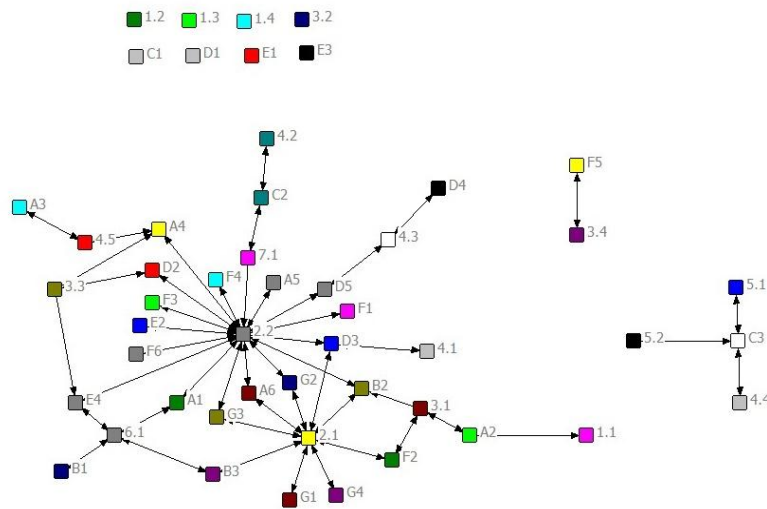 1.2 1.3 1.4 3.2
C1 D1 E1 E3
4.2
F5
D4
C2
A3
A4
4.3
3.4
4.5
7.1
D2
F4
A5
5.1
3.3
D5
F3
F1
E2
2.2
5.2
C3
D3
4.1
F6
G2
B2
A6
E4
A1
4.4
3.1
G3
6.1
2.1
A2
1.1
F2
B1
B3
G1
G4